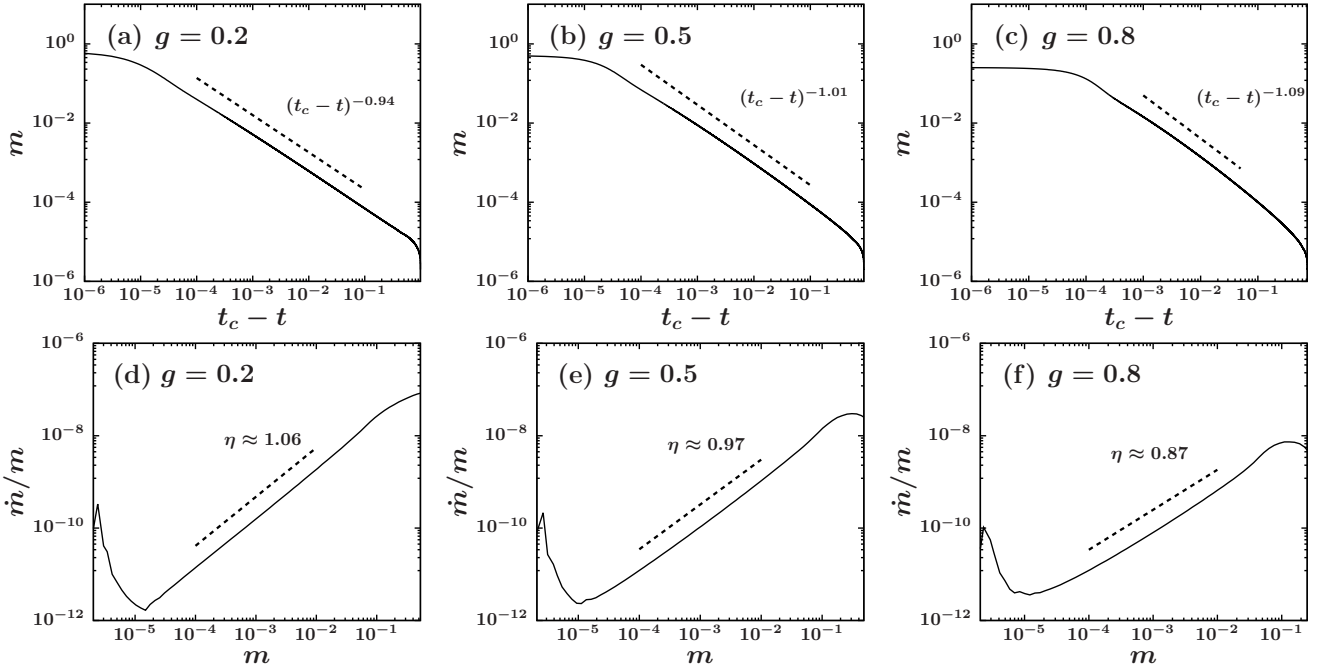 (a) g = 0.2
10⁰
10⁻²
10⁻⁴
10⁻⁶
m
(t_c − t)^−0.94
10⁻⁶ 10⁻⁵ 10⁻⁴ 10⁻³ 10⁻² 10⁻¹
t_c − t
(b) g = 0.5
10⁰
10⁻²
10⁻⁴
10⁻⁶
m
(t_c − t)^−1.01
10⁻⁶ 10⁻⁵ 10⁻⁴ 10⁻³ 10⁻² 10⁻¹
t_c − t
(c) g = 0.8
10⁰
10⁻²
10⁻⁴
10⁻⁶
m
(t_c − t)^−1.09
10⁻⁶ 10⁻⁵ 10⁻⁴ 10⁻³ 10⁻² 10⁻¹
t_c − t
(d) g = 0.2
10⁻⁶
10⁻⁸
10⁻¹⁰
10⁻¹²
ṁ/m
η ≈ 1.06
10⁻⁵ 10⁻⁴ 10⁻³ 10⁻² 10⁻¹
m
(e) g = 0.5
10⁻⁶
10⁻⁸
10⁻¹⁰
10⁻¹²
ṁ/m
η ≈ 0.97
10⁻⁵ 10⁻⁴ 10⁻³ 10⁻² 10⁻¹
m
(f) g = 0.8
10⁻⁶
10⁻⁸
10⁻¹⁰
10⁻¹²
ṁ/m
η ≈ 0.87
10⁻⁵ 10⁻⁴ 10⁻³ 10⁻² 10⁻¹
m